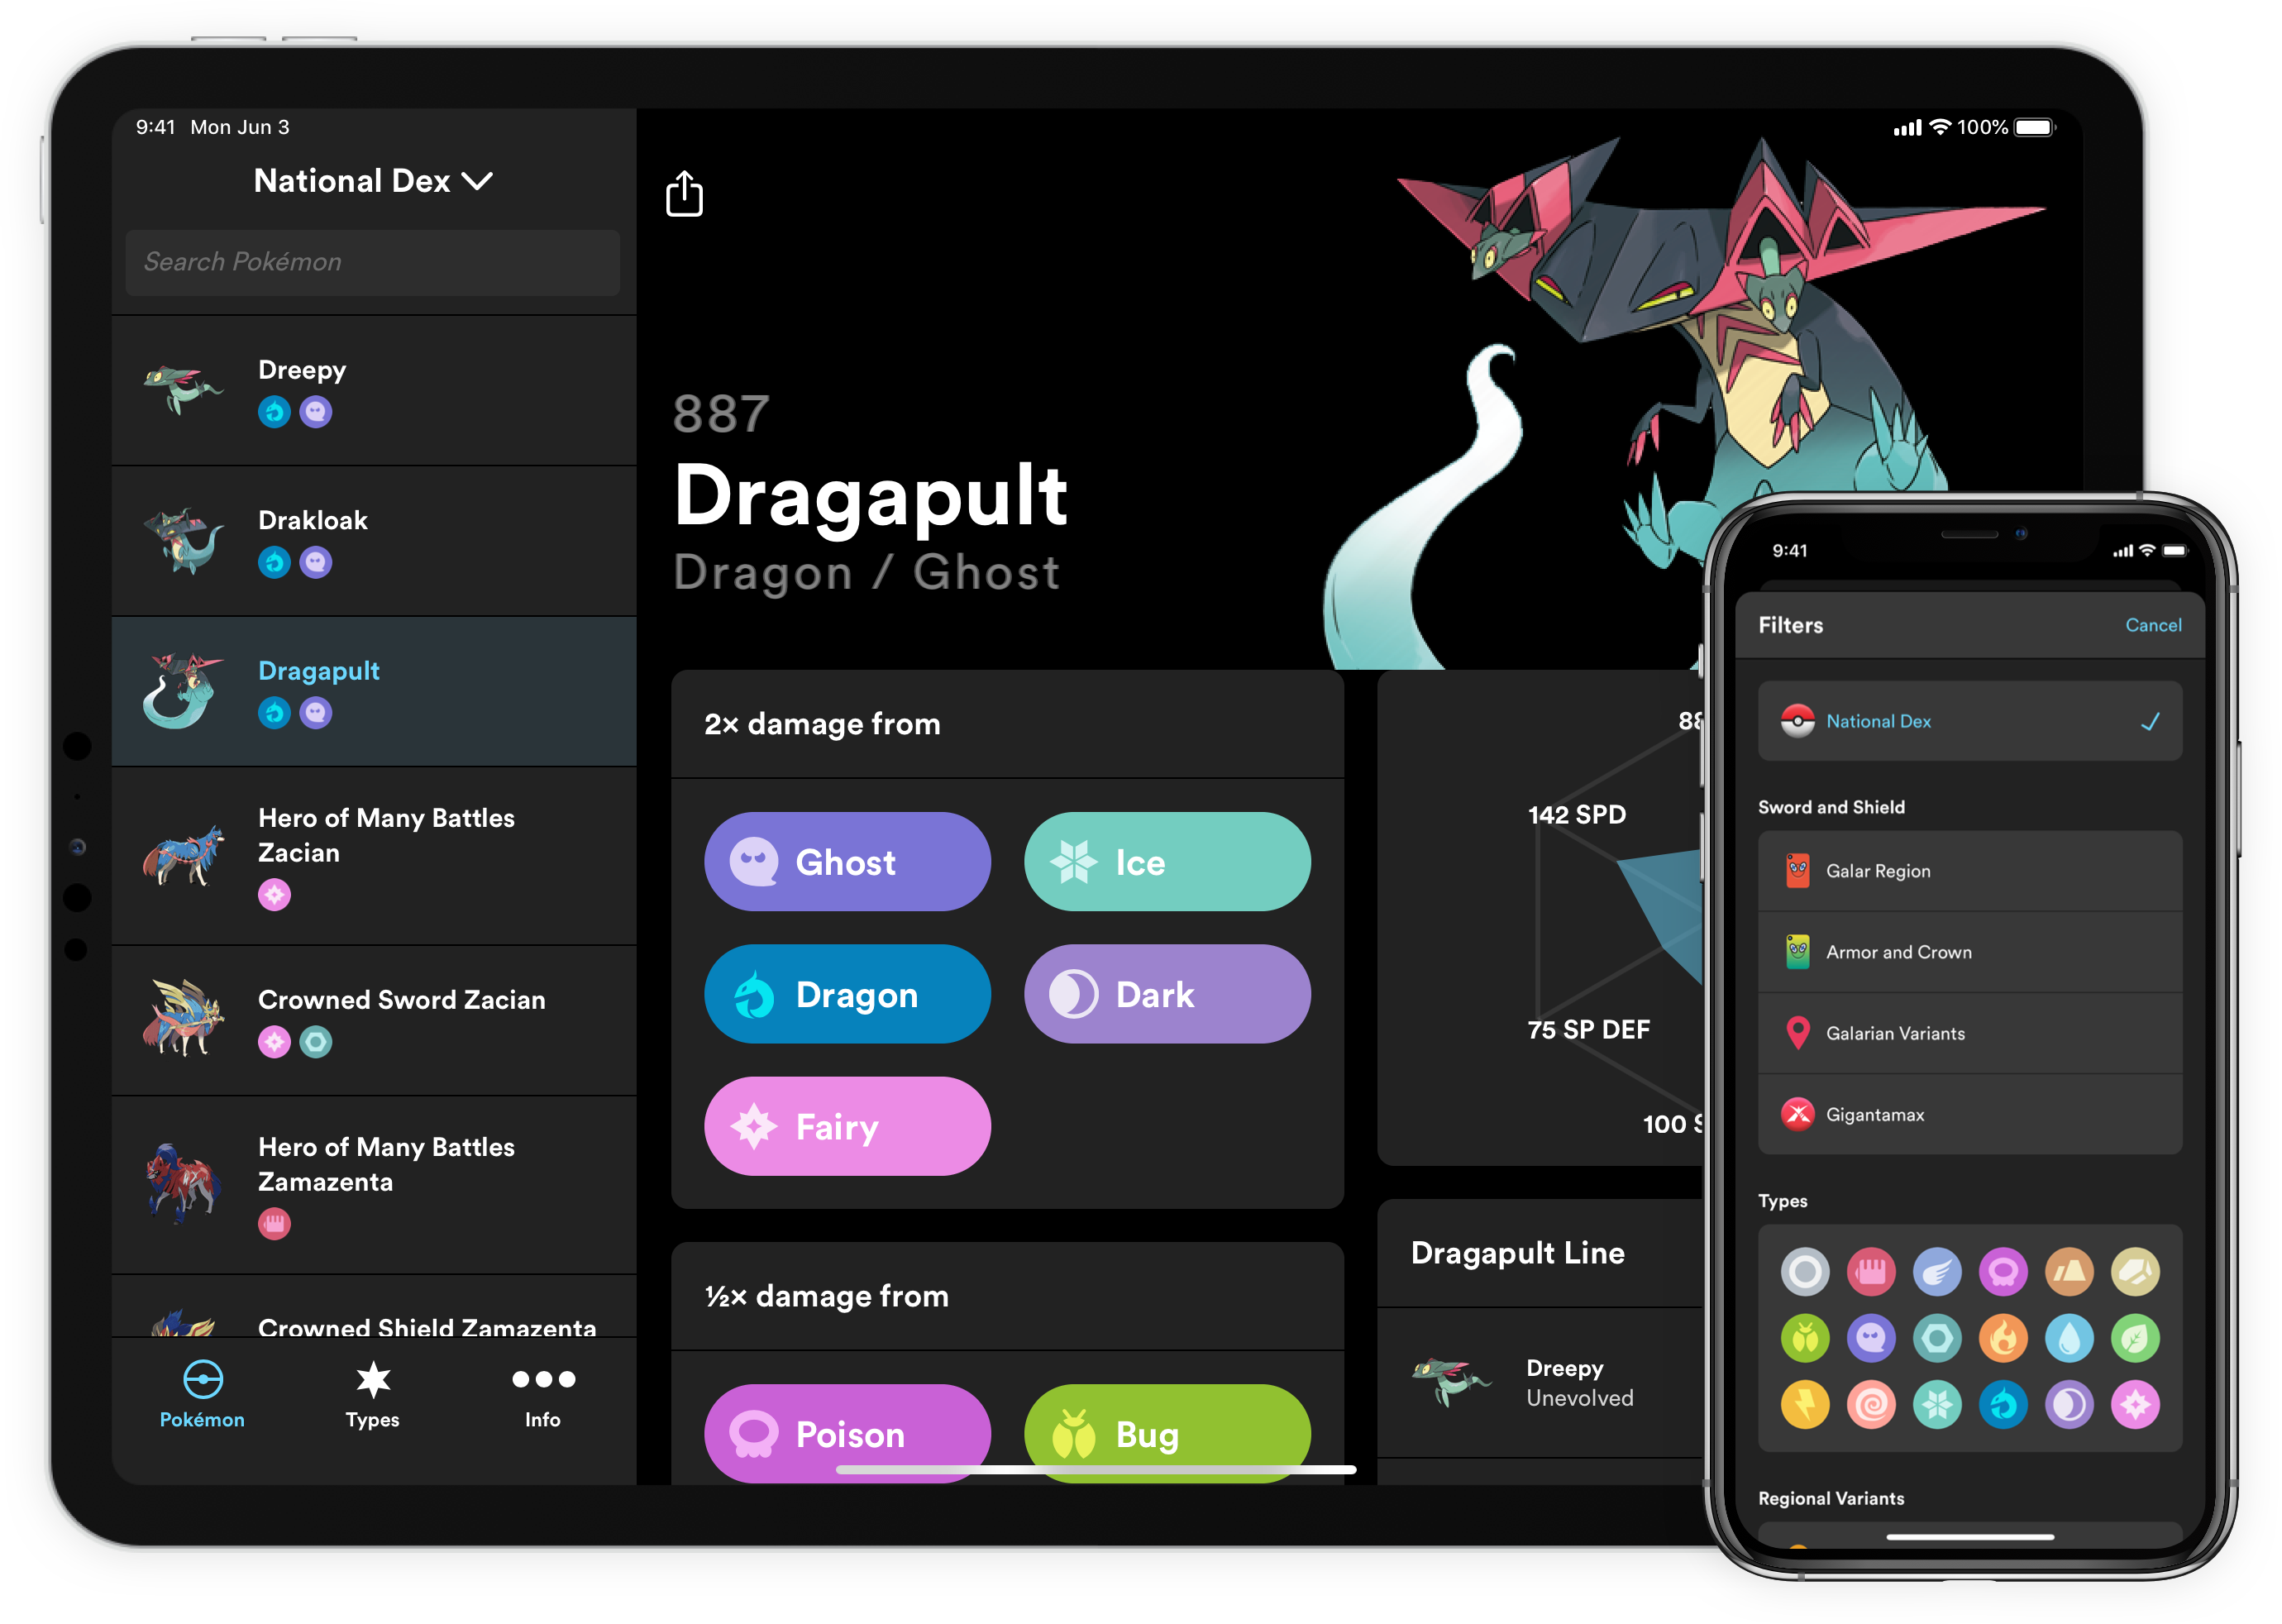 9:41 Mon Jun 3
100%
National Dex
Search Pokémon
Dreepy
Drakloak
Dragapult
Hero of Many Battles
Zacian
Crowned Sword Zacian
Hero of Many Battles
Zamazenta
Crowned Shield Zamazenta
Pokémon
Types
Info
887
Dragapult
Dragon / Ghost
2× damage from
Ghost
Ice
Dragon
Dark
Fairy
½× damage from
Poison
Bug
142 SPD
75 SP DEF
100
Dragapult Line
Dreepy
Unevolved
9:41
Filters
Cancel
National Dex
Sword and Shield
Galar Region
Armor and Crown
Galarian Variants
Gigantamax
Types
Regional Variants